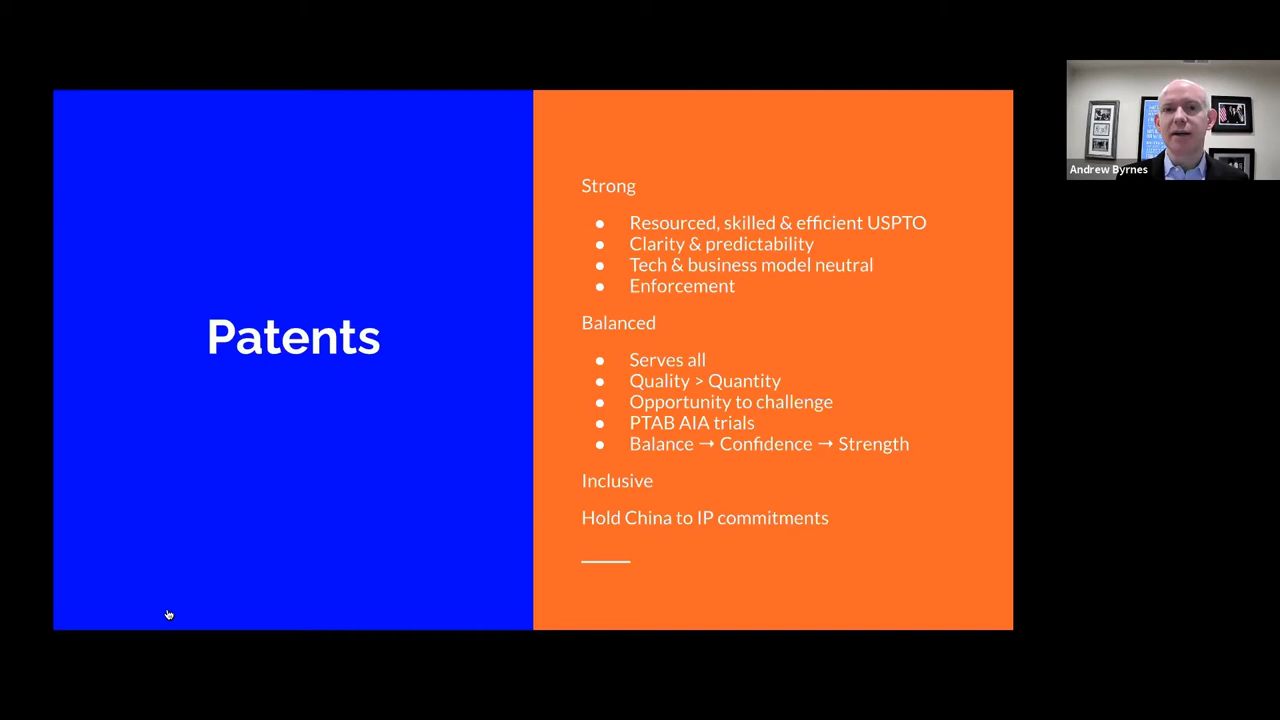 Patents
Strong
● Resourced, skilled & efficient USPTO
● Clarity & predictability
● Tech & business model neutral
● Enforcement
Balanced
● Serves all
● Quality > Quantity
● Opportunity to challenge
● PTAB AIA trials
● Balance → Confidence → Strength
Inclusive
Hold China to IP commitments
Andrew Byrnes